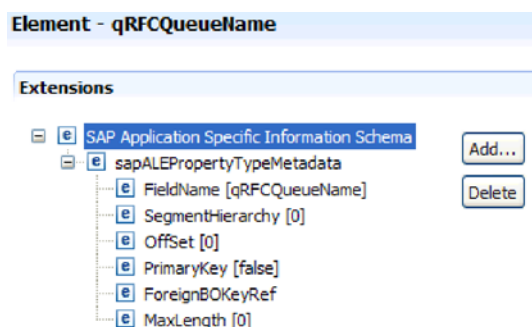 Element - qRFCQueueName
Extensions
SAP Application Specific Information Schema
Add...
sapALEPropertyTypeMetadata
Delete
FieldName [qRFCQueueName]
SegmentHierarchy [0]
OffSet [0]
PrimaryKey [false]
ForeignBOKeyRef
MaxLength [0]